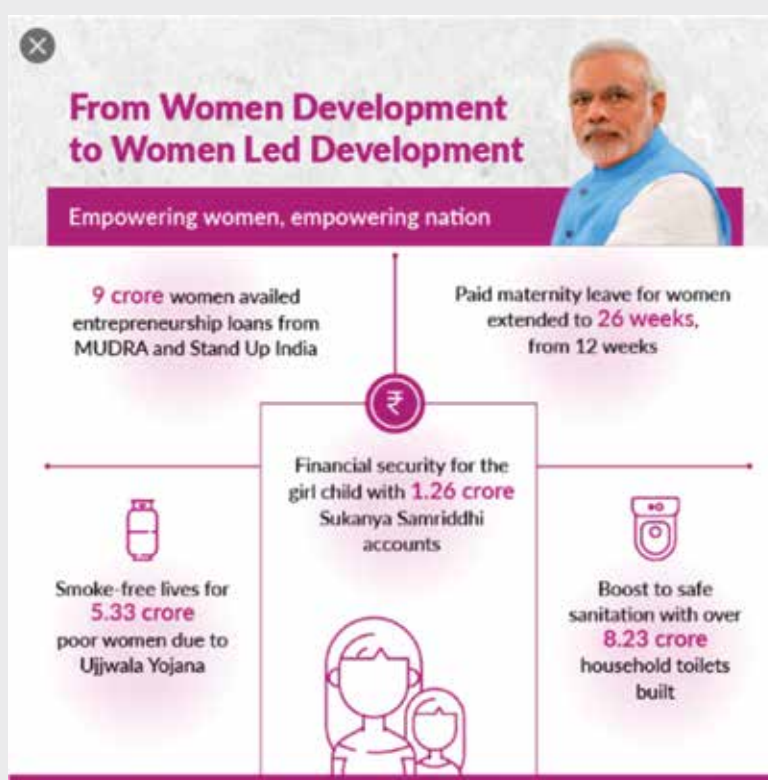 From Women Development
to Women Led Development
Empowering women, empowering nation
9 crore women availed
entrepreneurship loans from
MUDRA and Stand Up India
Paid maternity leave for women
extended to 26 weeks,
from 12 weeks
₹
Financial security for the
girl child with 1.26 crore
Sukanya Samriddhi
accounts
Smoke-free lives for
5.33 crore
poor women due to
Ujjwala Yojana
Boost to safe
sanitation with over
8.23 crore
household toilets
built